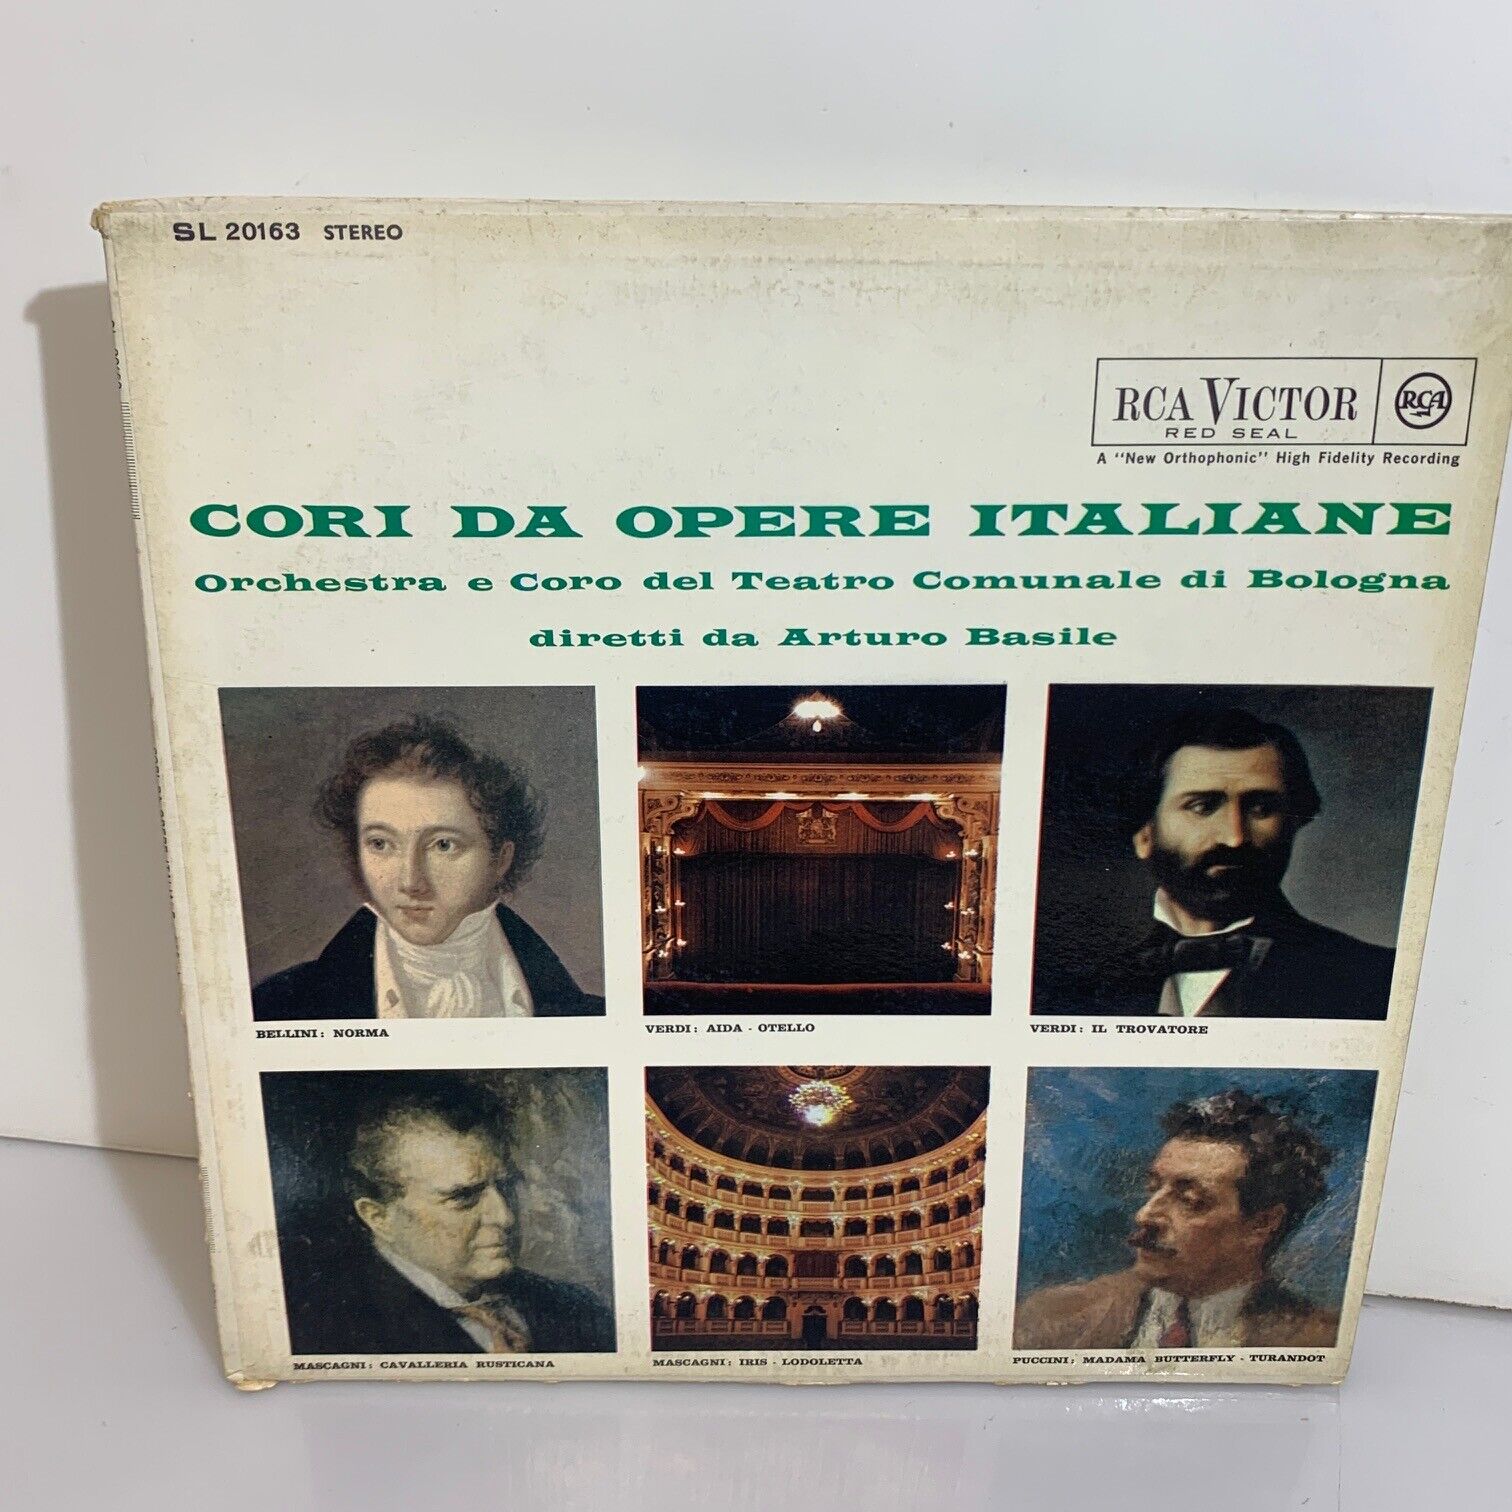 SL 20163 STEREO
RCA VICTOR
RED SEAL
RCA
A "New Orthophonic" High Fidelity Recording
CORI DA OPERE ITALIANE
Orchestra e Coro del Teatro Comunale di Bologna
diretti da Arturo Basile
BELLINI: NORMA
VERDI: AIDA - OTELLO
VERDI: IL TROVATORE
MASCAGNI: CAVALLERIA RUSTICANA
MASCAGNI: IRIS - LODOLETTA
PUCCINI: MADAMA BUTTERFLY - TURANDOT